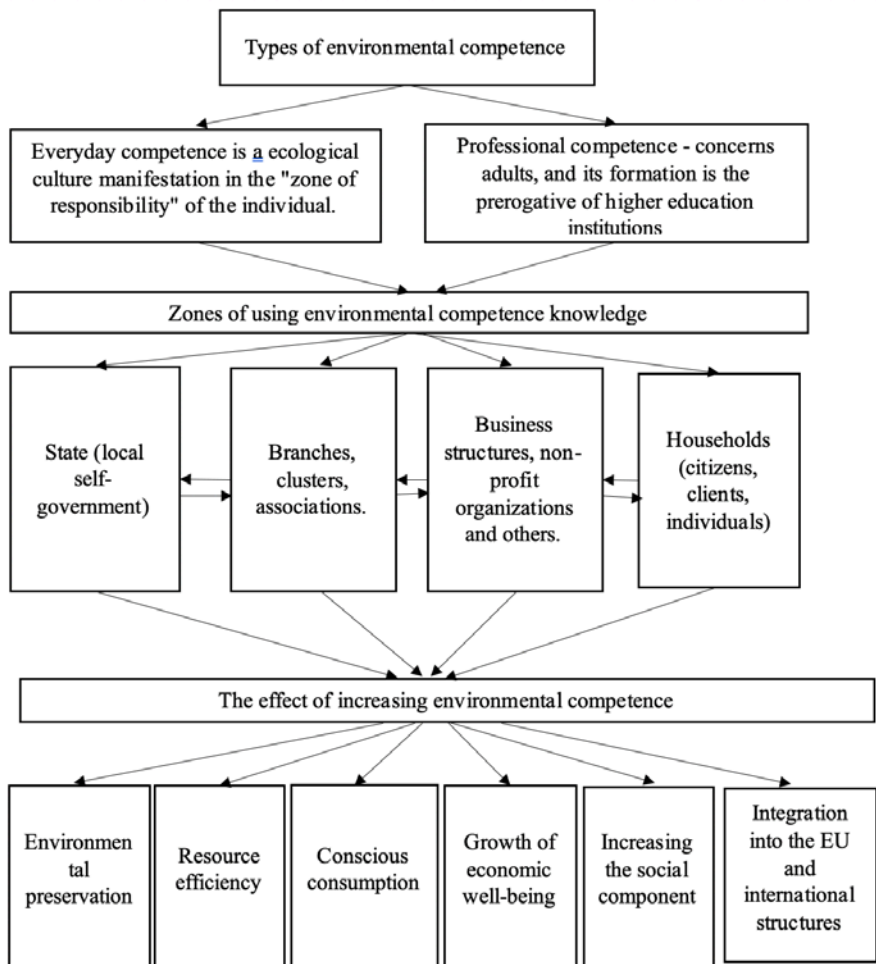 Types of environmental competence
Everyday competence is a ecological
culture manifestation in the "zone of
responsibility" of the individual.
Professional competence - concerns
adults, and its formation is the
prerogative of higher education
institutions
Zones of using environmental competence knowledge
State (local
self-
government)
Branches,
clusters,
associations.
Business
structures, non-
profit
organizations
and others.
Households
(citizens,
clients,
individuals)
The effect of increasing environmental competence
Environmen
tal
preservation
Resource
efficiency
Conscious
consumption
Growth of
economic
well-being
Increasing
the social
component
Integration
into the EU
and
international
structures